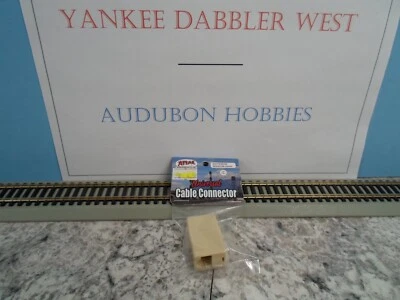 YANKEE DABBLER WEST
AUDUBON HOBBIES
ATLAS
Cable Connector